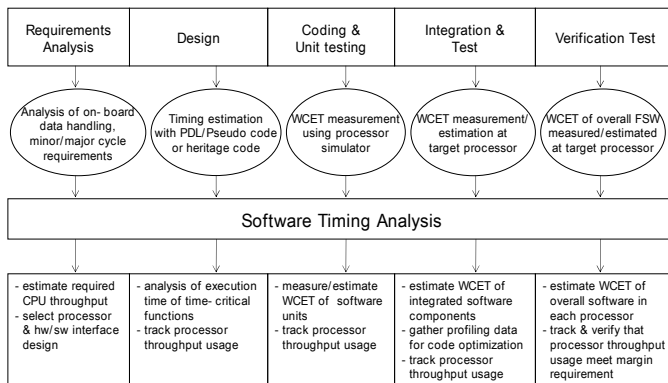 Requirements
Analysis
Design
Coding &
Unit testing
Integration &
Test
Verification Test
Analysis of on- board
data handling,
minor/major cycle
requirements
Timing estimation
with PDL/Pseudo code
or heritage code
WCET measurement
using processor
simulator
WCET measurement/
estimation at
target processor
WCET of overall FSW
measured/estimated
at target processor
Software Timing Analysis
- estimate required
CPU throughput
- select processor
& hw/sw interface
design
- analysis of execution
time of time- critical
functions
- track processor
throughput usage
- measure/estimate
WCET of software
units
- track processor
throughput usage
- estimate WCET of
integrated software
components
- gather profiling data
for code optimization
- track processor
throughput usage
- estimate WCET of
overall software in
each processor
- track & verify that
processor throughput
usage meet margin
requirement